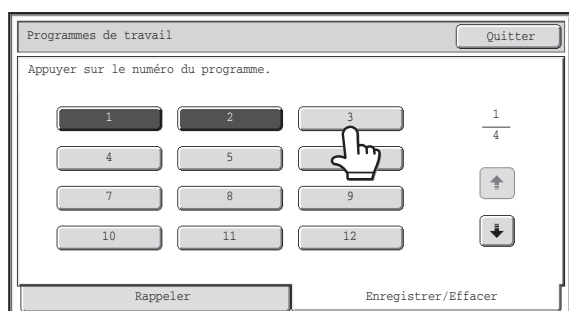 Programmes de travail
Quitter
Appuyer sur le numéro du programme.
1 2 3
1
4
4 5
7 8 9
10 11 12
Rappeler Enregistrer/Effacer